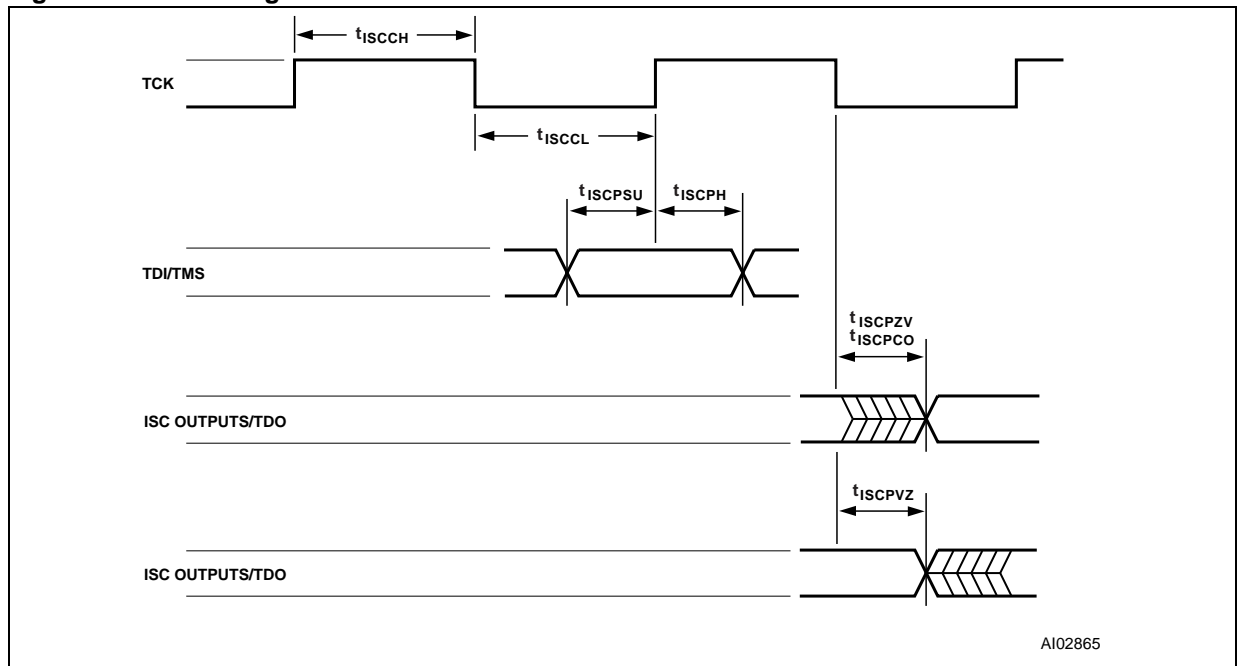 tISCCH
TCK
tISCCL
tISCPSU
tISCPH
TDI/TMS
tISCPZV
tISCPCO
ISC OUTPUTS/TDO
tISCPVZ
ISC OUTPUTS/TDO
AI02865